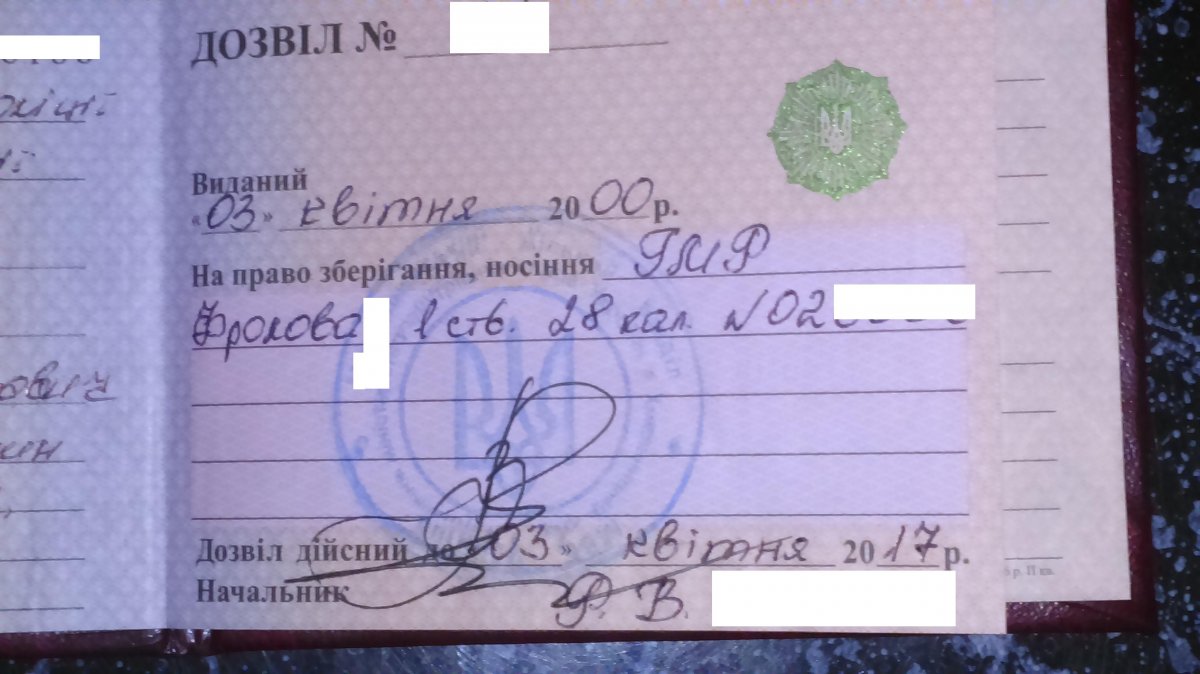 ДОЗВІЛ №
Виданий
«03» квітня 2000р.
На право зберігання, носіння ГМР
Фролова 1 ств. 28 кал. №02
Дозвіл дійсний до «03» квітня 2017р.
Начальник Р. В.